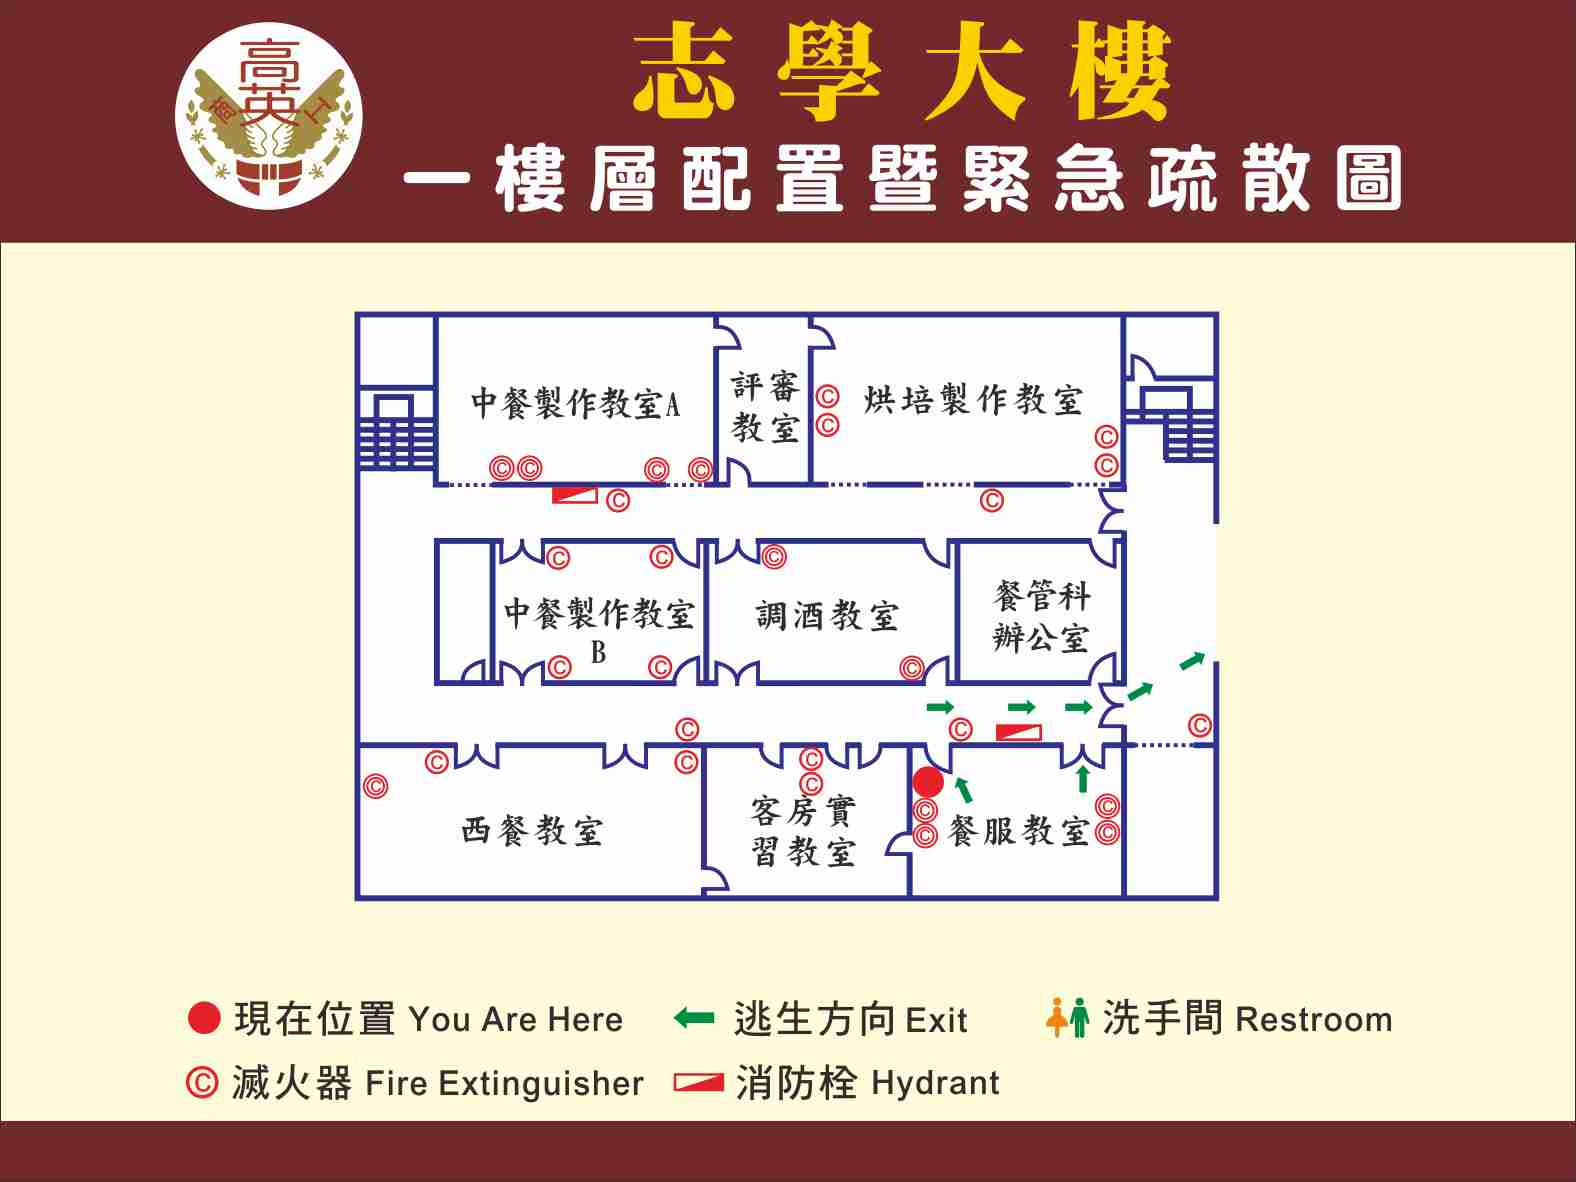 志學大樓
高英
商工
一樓層配置暨緊急疏散圖
中餐製作教室A
評審
教室
烘培製作教室
中餐製作教室
B
調酒教室
餐管科
辦公室
西餐教室
客房實
習教室
餐服教室
現在位置 You Are Here
逃生方向 Exit
洗手間 Restroom
滅火器 Fire Extinguisher
消防栓 Hydrant